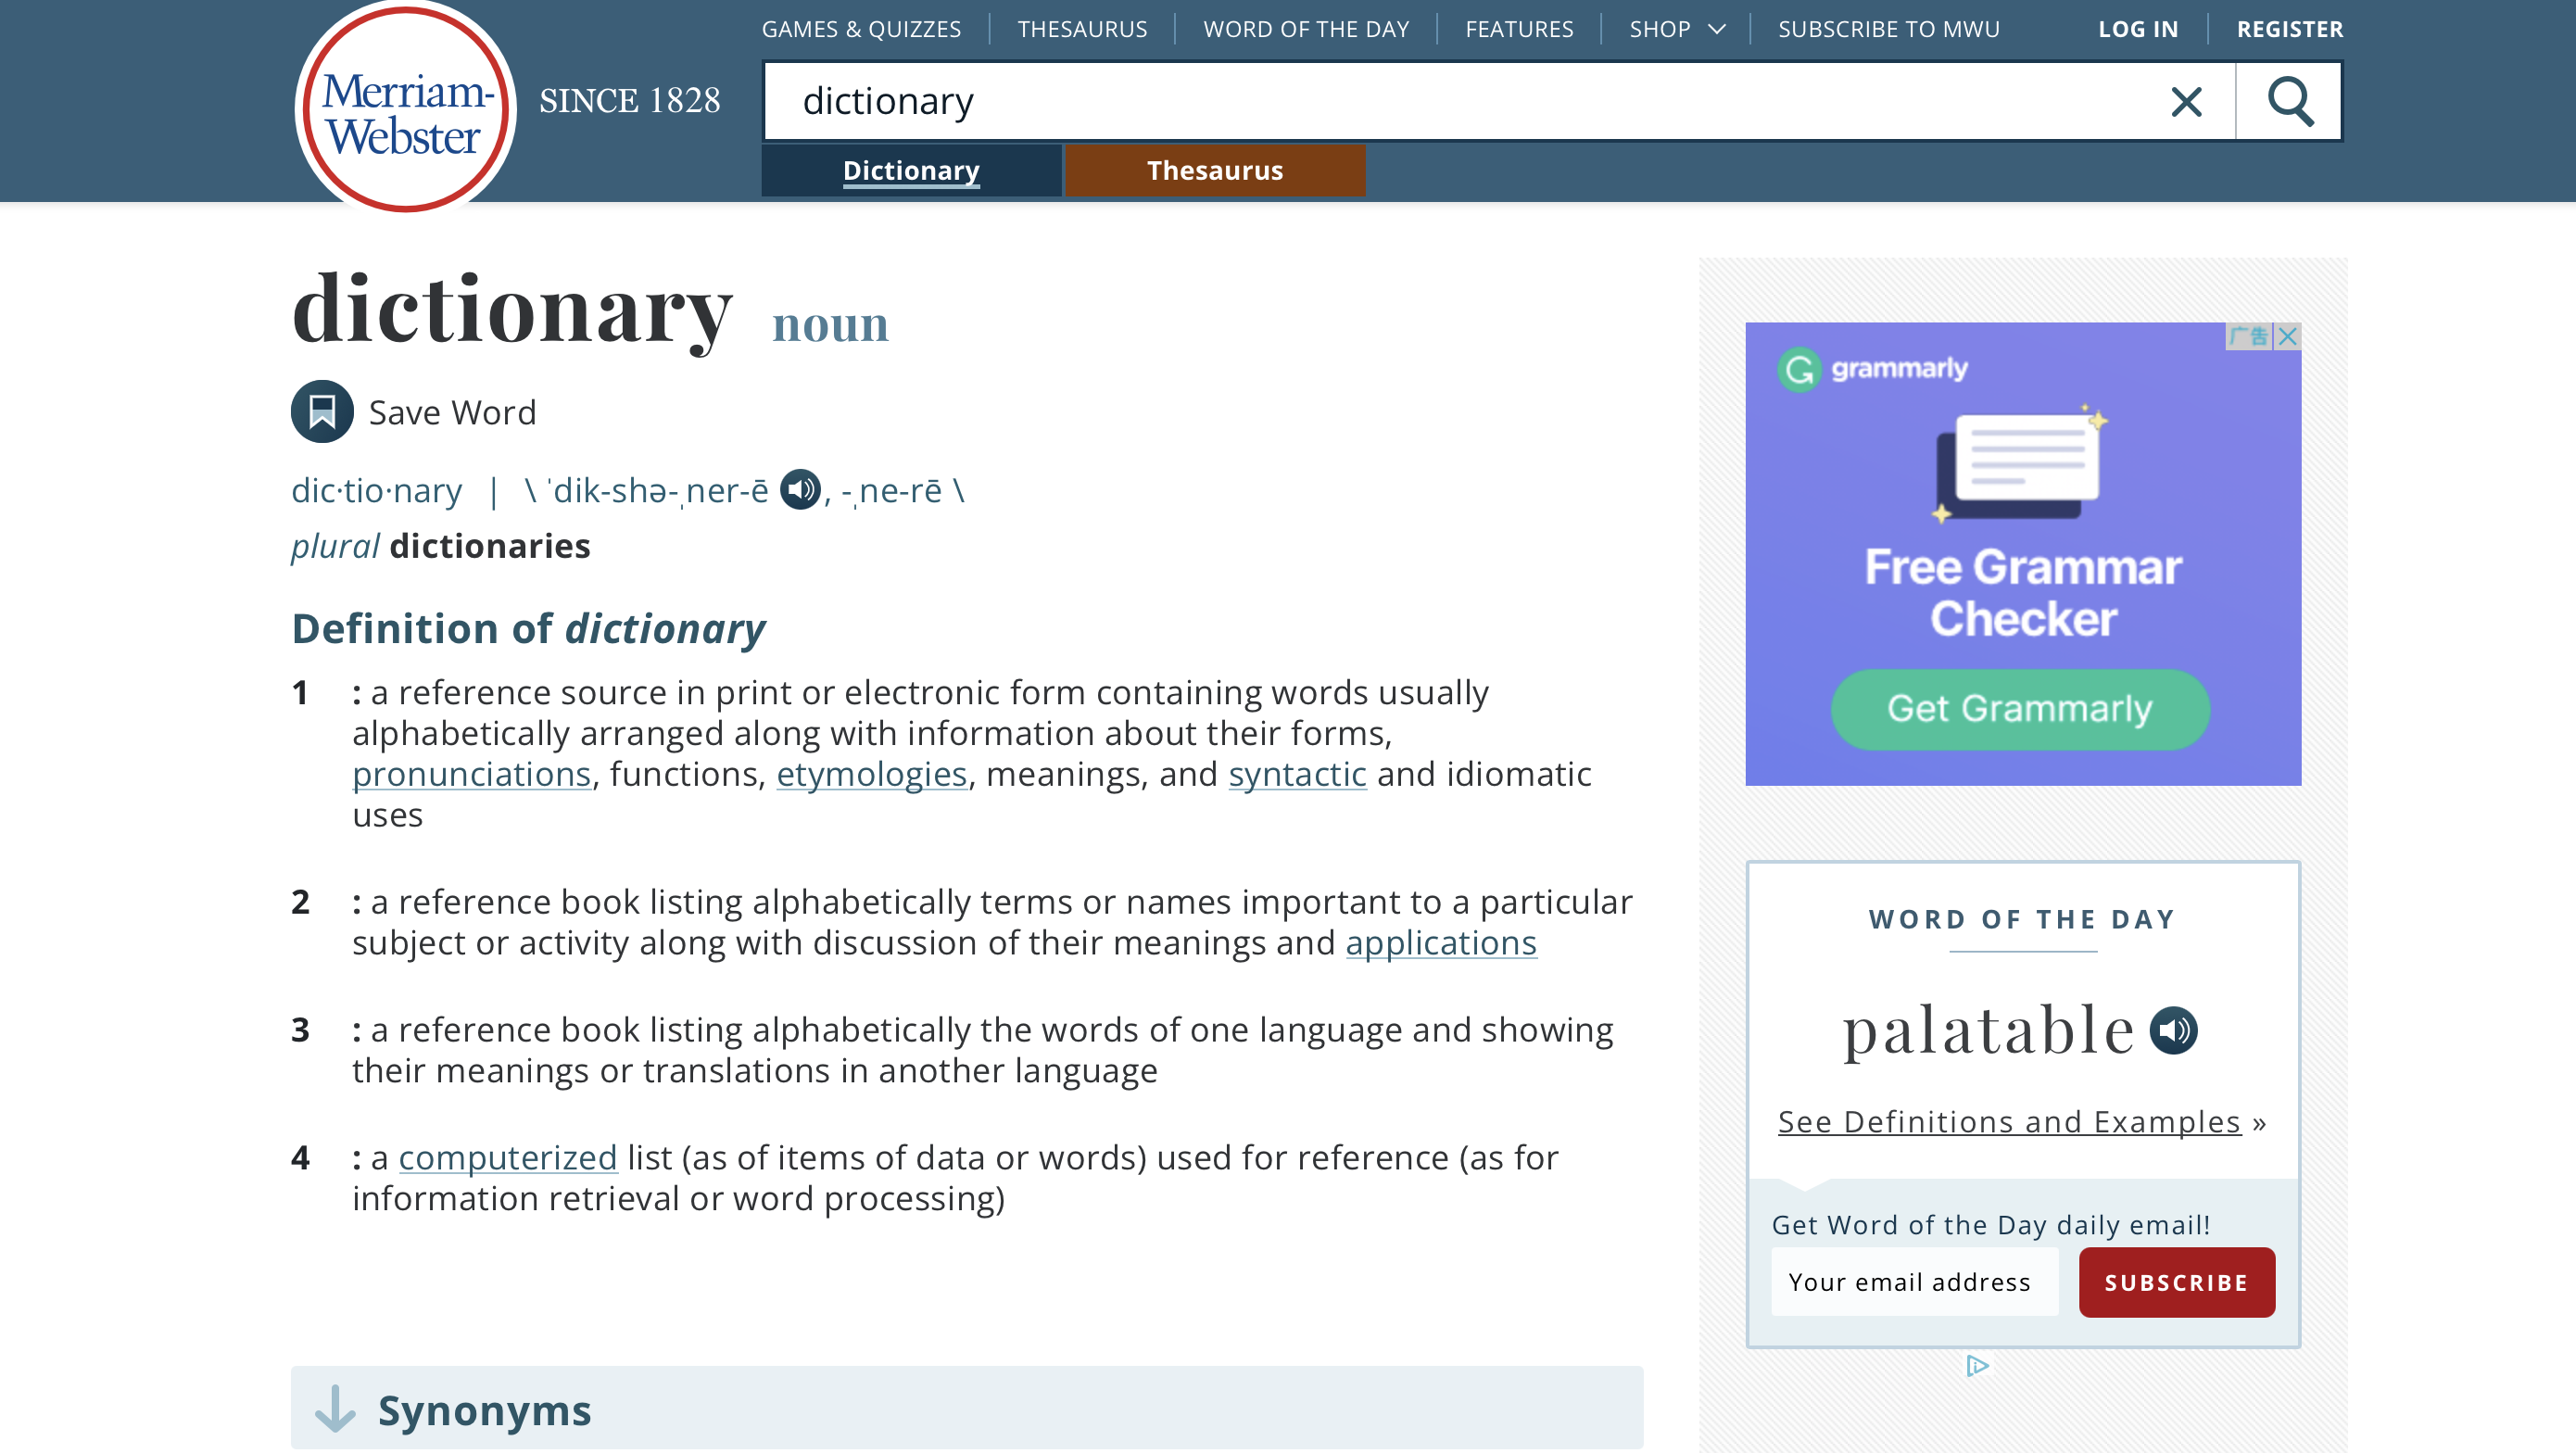 GAMES & QUIZZES
THESAURUS
WORD OF THE DAY
FEATURES
SHOP
SUBSCRIBE TO MWU
LOG IN
REGISTER
Merriam-
Webster
SINCE 1828
dictionary
Dictionary
Thesaurus
dictionary noun
Save Word
dic·tio·nary | \ ˈdik-shə-ˌner-ē , -ˌne-rē \
plural dictionaries
Definition of dictionary
1 : a reference source in print or electronic form containing words usually
alphabetically arranged along with information about their forms,
pronunciations, functions, etymologies, meanings, and syntactic and idiomatic
uses
2 : a reference book listing alphabetically terms or names important to a particular
subject or activity along with discussion of their meanings and applications
3 : a reference book listing alphabetically the words of one language and showing
their meanings or translations in another language
4 : a computerized list (as of items of data or words) used for reference (as for
information retrieval or word processing)
Synonyms
广告
grammarly
Free Grammar
Checker
Get Grammarly
WORD OF THE DAY
palatable
See Definitions and Examples »
Get Word of the Day daily email!
Your email address
SUBSCRIBE